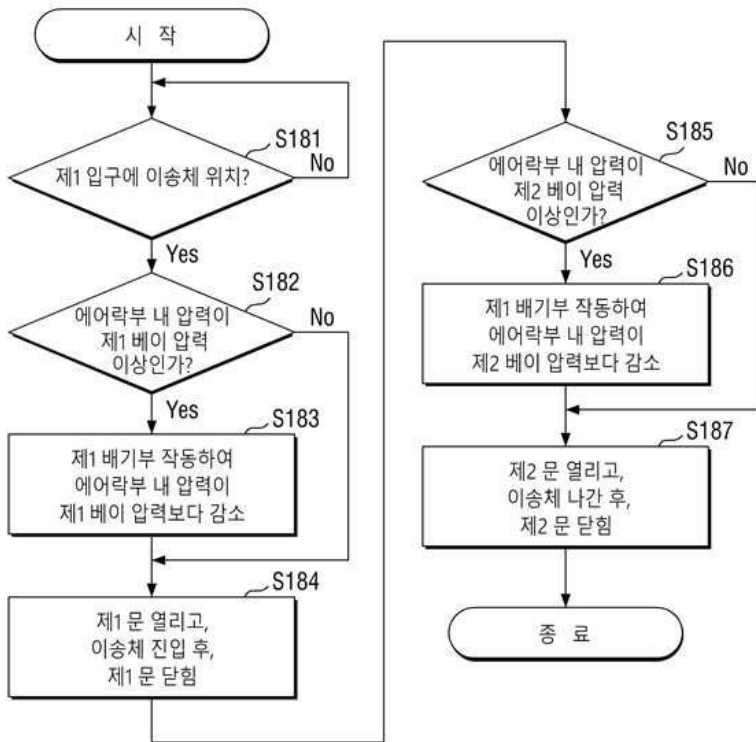 시 작
S181
제1 입구에 이송체 위치?
No
Yes
S182
에어락부 내 압력이
제1 베이 압력
이상인가?
No
Yes
S183
제1 배기부 작동하여
에어락부 내 압력이
제1 베이 압력보다 감소
S184
제1 문 열리고,
이송체 진입 후,
제1 문 닫힘
S185
에어락부 내 압력이
제2 베이 압력
이상인가?
No
Yes
S186
제1 배기부 작동하여
에어락부 내 압력이
제2 베이 압력보다 감소
S187
제2 문 열리고,
이송체 나간 후,
제2 문 닫힘
종 료